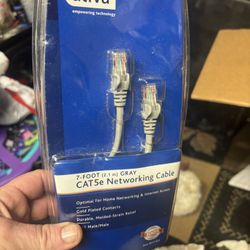 empowering technology
7-FOOT (2.1 m) GRAY
CAT5e Networking Cable
Optimal For Home Networking & Internet Access
Gold Plated Contacts
Durable, Molded-Strain Relief
Male/Male